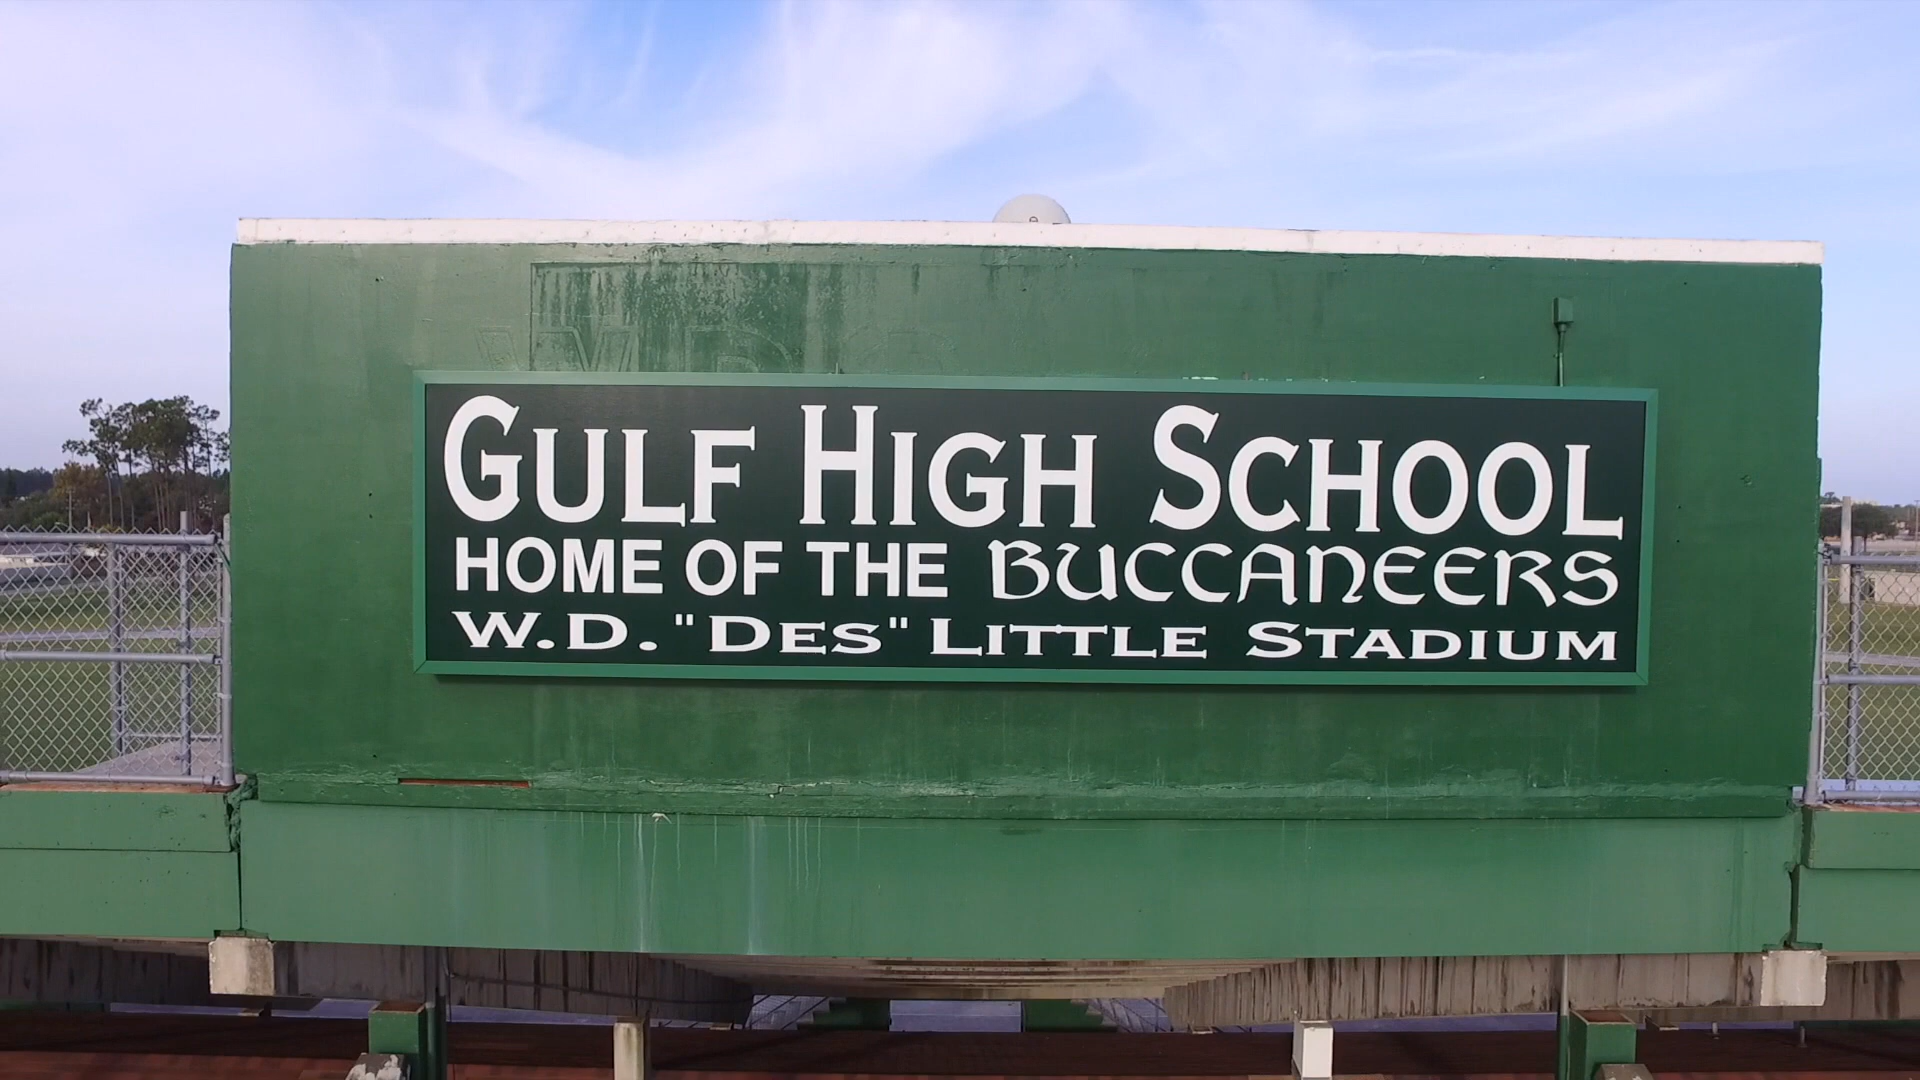 GULF HIGH SCHOOL
HOME OF THE BUCCANEERS
W.D. "DES" LITTLE STADIUM